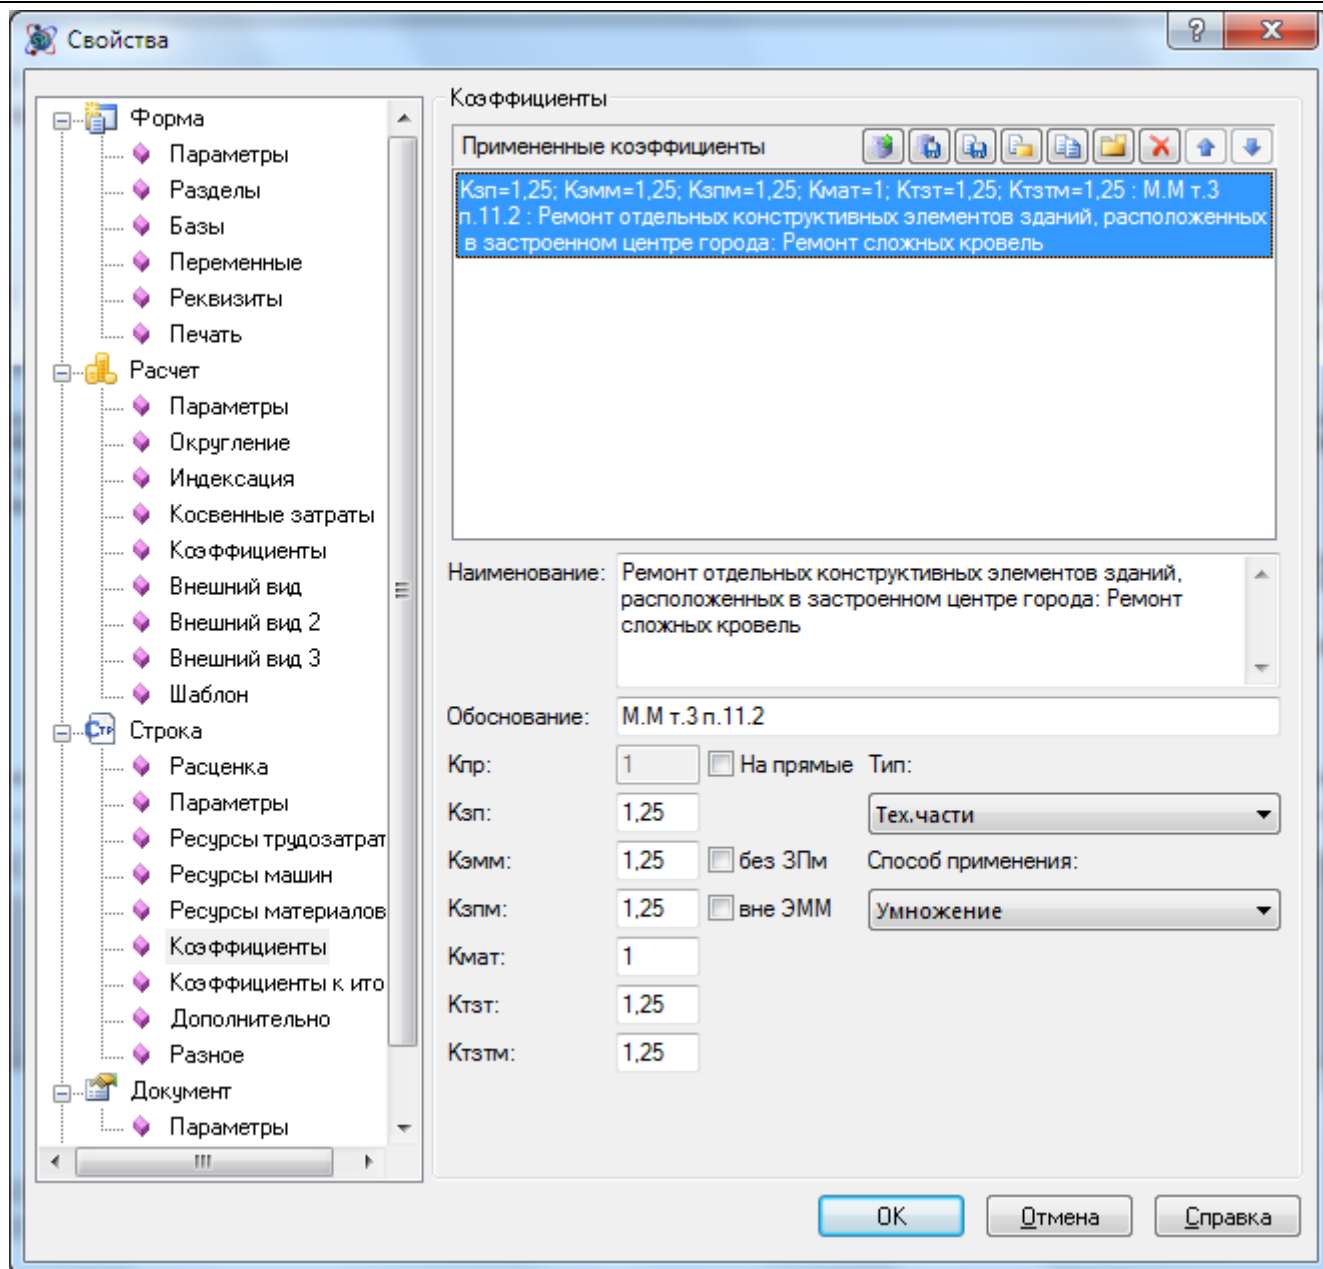 Свойства
Форма
Параметры
Разделы
Базы
Переменные
Реквизиты
Печать
Расчет
Параметры
Округление
Индексация
Косвенные затраты
Коэффициенты
Внешний вид
Внешний вид 2
Внешний вид 3
Шаблон
Стр Строка
Расценка
Параметры
Ресурсы трудозатрат
Ресурсы машин
Ресурсы материалов
Коэффициенты
Коэффициенты к ито
Дополнительно
Разное
Документ
Параметры
Коэффициенты
Примененные коэффициенты
Кзп=1,25; Кэмм=1,25; Кзпм=1,25; Кмат=1; Ктзт=1,25; Ктзтм=1,25 : М.М т.3
п.11.2 : Ремонт отдельных конструктивных элементов зданий, расположенных
в застроенном центре города: Ремонт сложных кровель
Наименование: Ремонт отдельных конструктивных элементов зданий,
расположенных в застроенном центре города: Ремонт
сложных кровель
Обоснование: М.М т.3 п.11.2
Кпр: 1 На прямые Тип:
Кзп: 1,25 Тех.части
Кэмм: 1,25 без ЗПм Способ применения:
Кзпм: 1,25 вне ЭММ Умножение
Кмат: 1
Ктзт: 1,25
Ктзтм: 1,25
OK Отмена Справка